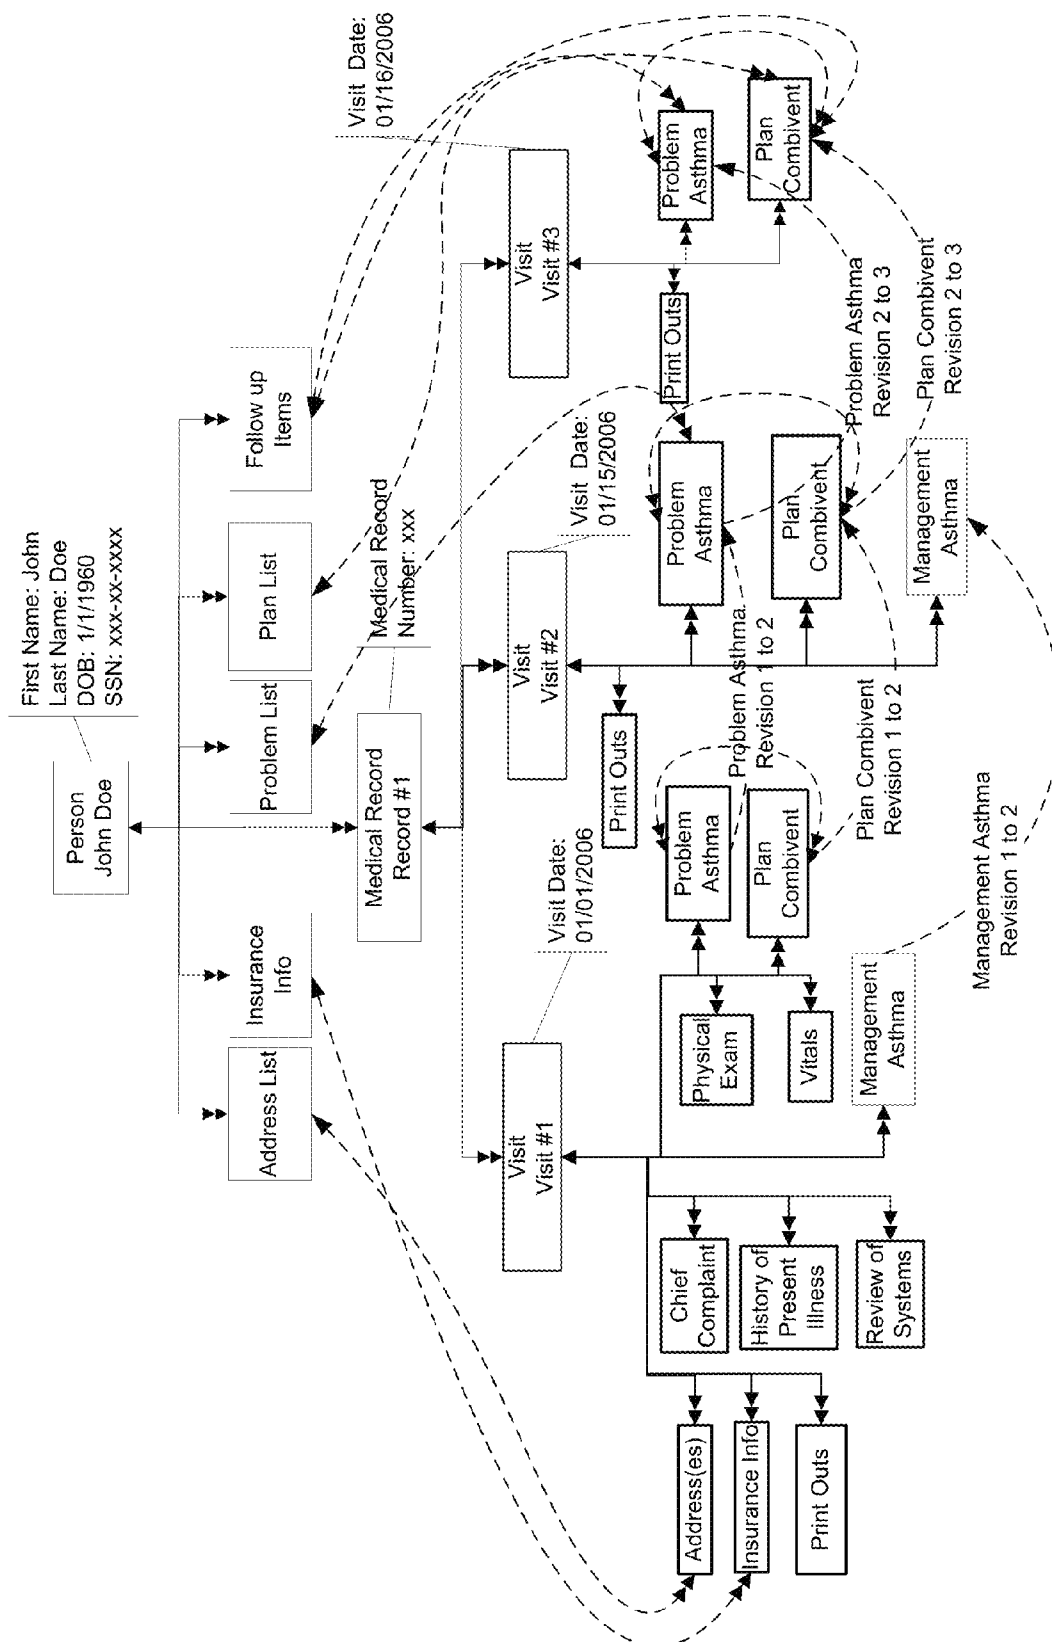 First Name: John
Last Name: Doe
DOB: 1/1/1960
SSN: xxx-xx-xxxx
Person
John Doe
Address List
Insurance
Info
Problem List
Plan List
Follow up
Items
Medical Record
Record #1
Medical Record
Number: xxx
Visit Date:
01/01/2006
Visit Date:
01/15/2006
Visit Date:
01/16/2006
Visit
Visit #1
Visit
Visit #2
Visit
Visit #3
Address(es)
Insurance Info
Print Outs
Chief
Complaint
History of
Present
Illness
Review of
Systems
Physical
Exam
Vitals
Problem
Asthma
Plan
Combivent
Management
Asthma
Print Outs
Problem
Asthma
Plan
Combivent
Management
Asthma
Print Outs
Problem
Asthma
Plan
Combivent
Problem Asthma
Revision 1 to 2
Plan Combivent
Revision 1 to 2
Management Asthma
Revision 1 to 2
Problem Asthma
Revision 2 to 3
Plan Combivent
Revision 2 to 3